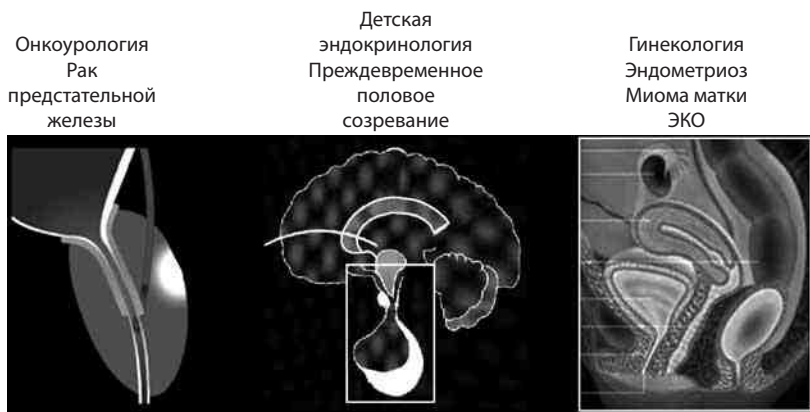 Онкоурология
Рак
предстательной
железы
Детская
эндокринология
Преждевременное
половое
созревание
Гинекология
Эндометриоз
Миома матки
ЭКО